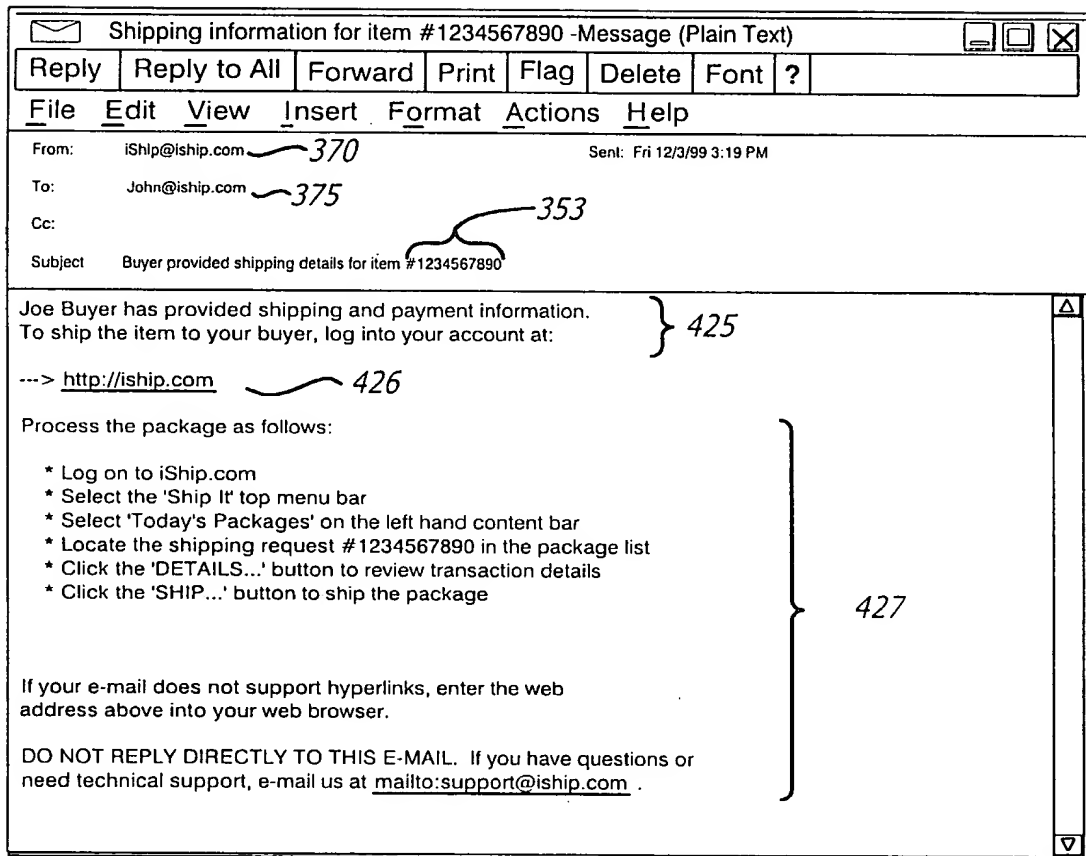 Shipping information for item #1234567890 -Message (Plain Text)
Reply Reply to All Forward Print Flag Delete Font ?
File Edit View Insert Format Actions Help
From: iShip@iship.com 370 Sent: Fri 12/3/99 3:19 PM
To: John@iship.com 375
Cc: 353
Subject Buyer provided shipping details for item #1234567890
Joe Buyer has provided shipping and payment information.
To ship the item to your buyer, log into your account at:
425
---> http://iship.com 426
Process the package as follows:
* Log on to iShip.com
* Select the 'Ship It' top menu bar
* Select 'Today's Packages' on the left hand content bar
* Locate the shipping request #1234567890 in the package list
* Click the 'DETAILS...' button to review transaction details
* Click the 'SHIP...' button to ship the package
427
If your e-mail does not support hyperlinks, enter the web
address above into your web browser.
DO NOT REPLY DIRECTLY TO THIS E-MAIL. If you have questions or
need technical support, e-mail us at mailto:support@iship.com .